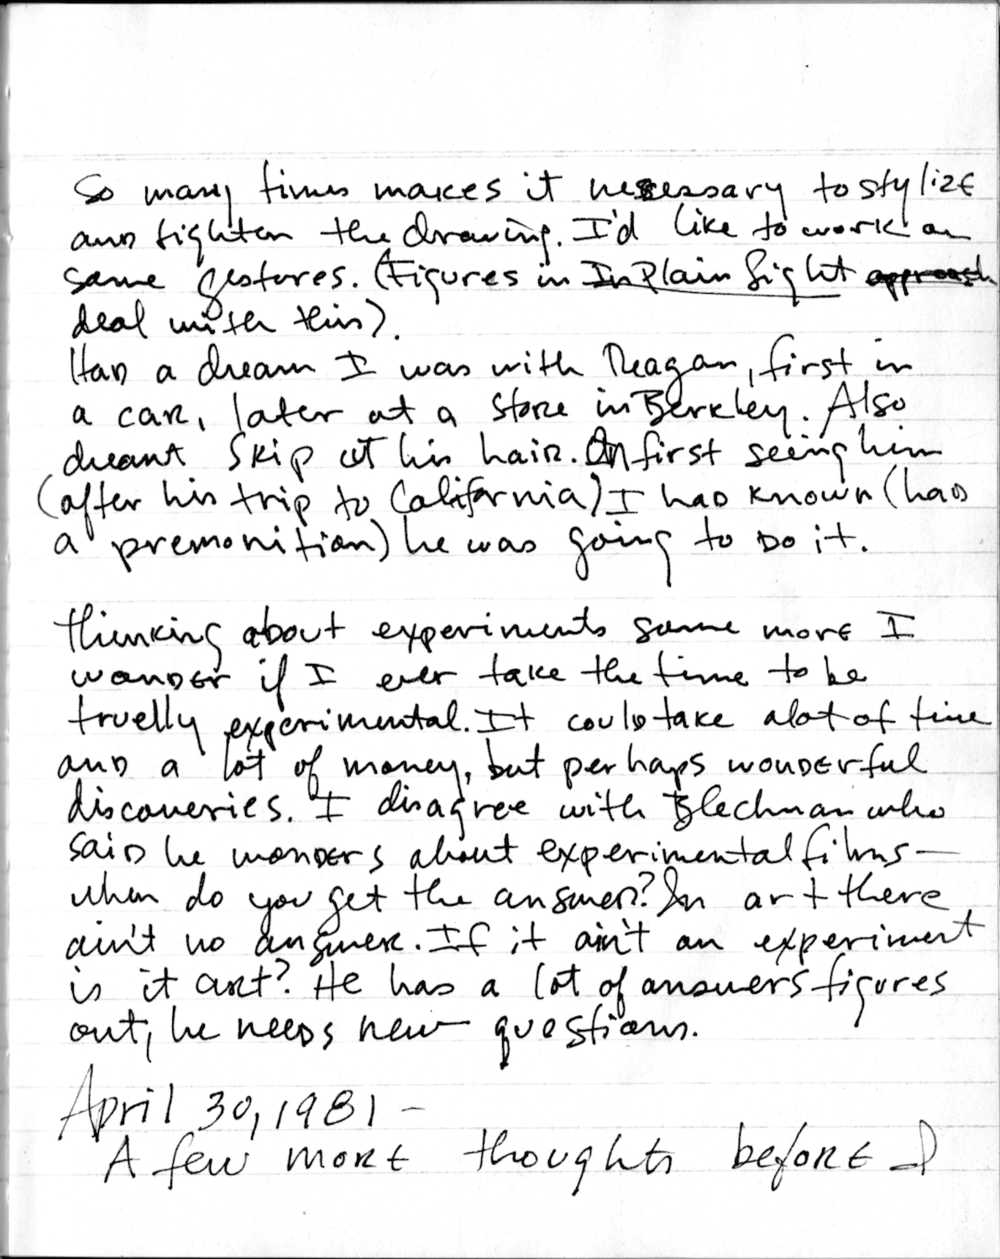 So many times makes it necessary to stylize
and tighten the drawing. I'd like to work on
some gestures. (Figures in In Plain Sight approach
deal with this).
Had a dream I was with Reagan, first in
a car, later at a store in Berkley. Also
dreamt Skip cut his hair. On first seeing him
(after his trip to California) I had known (had
a premonition) he was going to do it.
Thinking about experiments some more I
wonder if I ever take the time to be
truelly experimental. It could take alot of time
and a lot of money, but perhaps wonderful
discoveries. I disagree with Blechman who
said he wonders about experimental films—
when do you get the answer? In art there
ain't no answer. If it ain't an experiment
is it art? He has a lot of answers figures
out, he needs new questions.
April 30, 1981 –
A few more thoughts before I